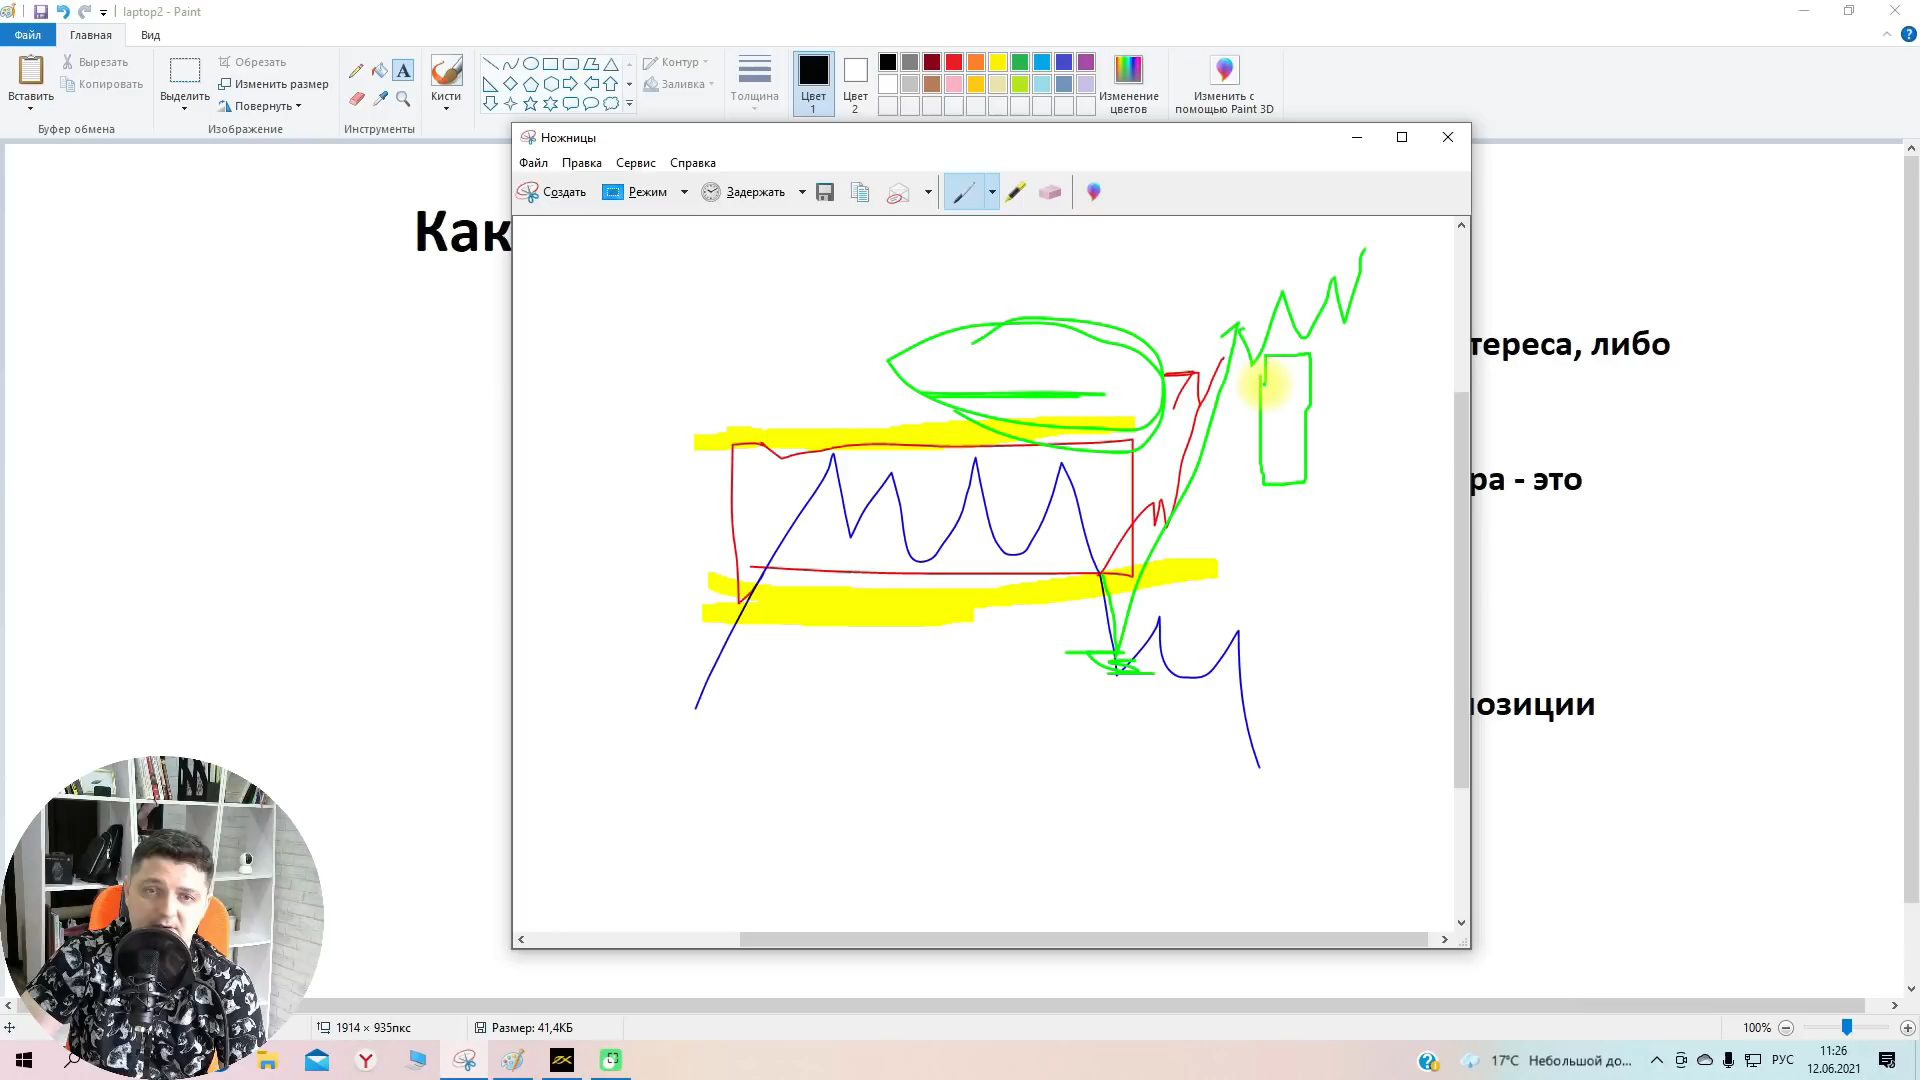 laptop2 - Paint
Файл
Главная
Вид
Вставить
Вырезать
Копировать
Буфер обмена
Выделить
Обрезать
Изменить размер
Повернуть
Изображение
A
Инструменты
Кисти
Контур
Заливка
Фигуры
Толщина
Цвет
1
Цвет
2
Изменение
цветов
Изменить с
помощью Paint 3D
Ножницы
Файл Правка Сервис Справка
Создать Режим Задержать
Как
тереса, либо
ра - это
позиции
1914 × 935пкс
Размер: 41,4КБ
100%
17°C Небольшой до...
РУС
11:26
12.06.2021